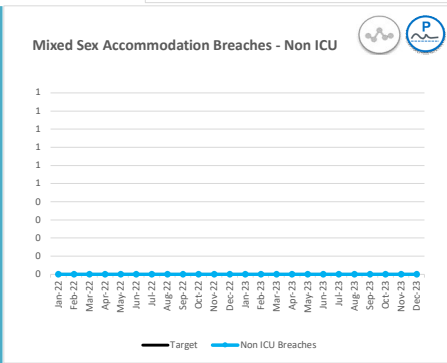 Mixed Sex Accommodation Breaches - Non ICU
P
1
1
1
1
1
1
0
0
0
0
0
Jan-22
Feb-22
Mar-22
Apr-22
May-22
Jun-22
Jul-22
Aug-22
Sep-22
Oct-22
Nov-22
Dec-22
Jan-23
Feb-23
Mar-23
Apr-23
May-23
Jun-23
Jul-23
Aug-23
Sep-23
Oct-23
Nov-23
Dec-23
Target
Non ICU Breaches